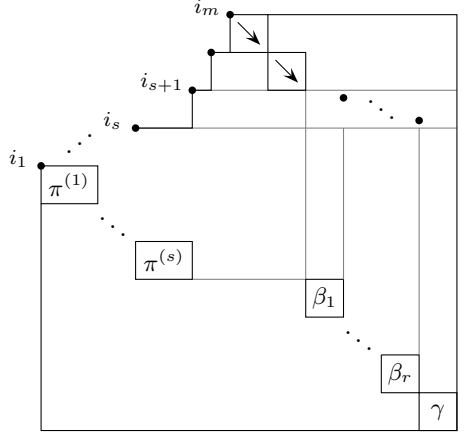 i_m
i_{s+1}
i_s
i_1
π^{(1)}
π^{(s)}
β_1
β_r
γ